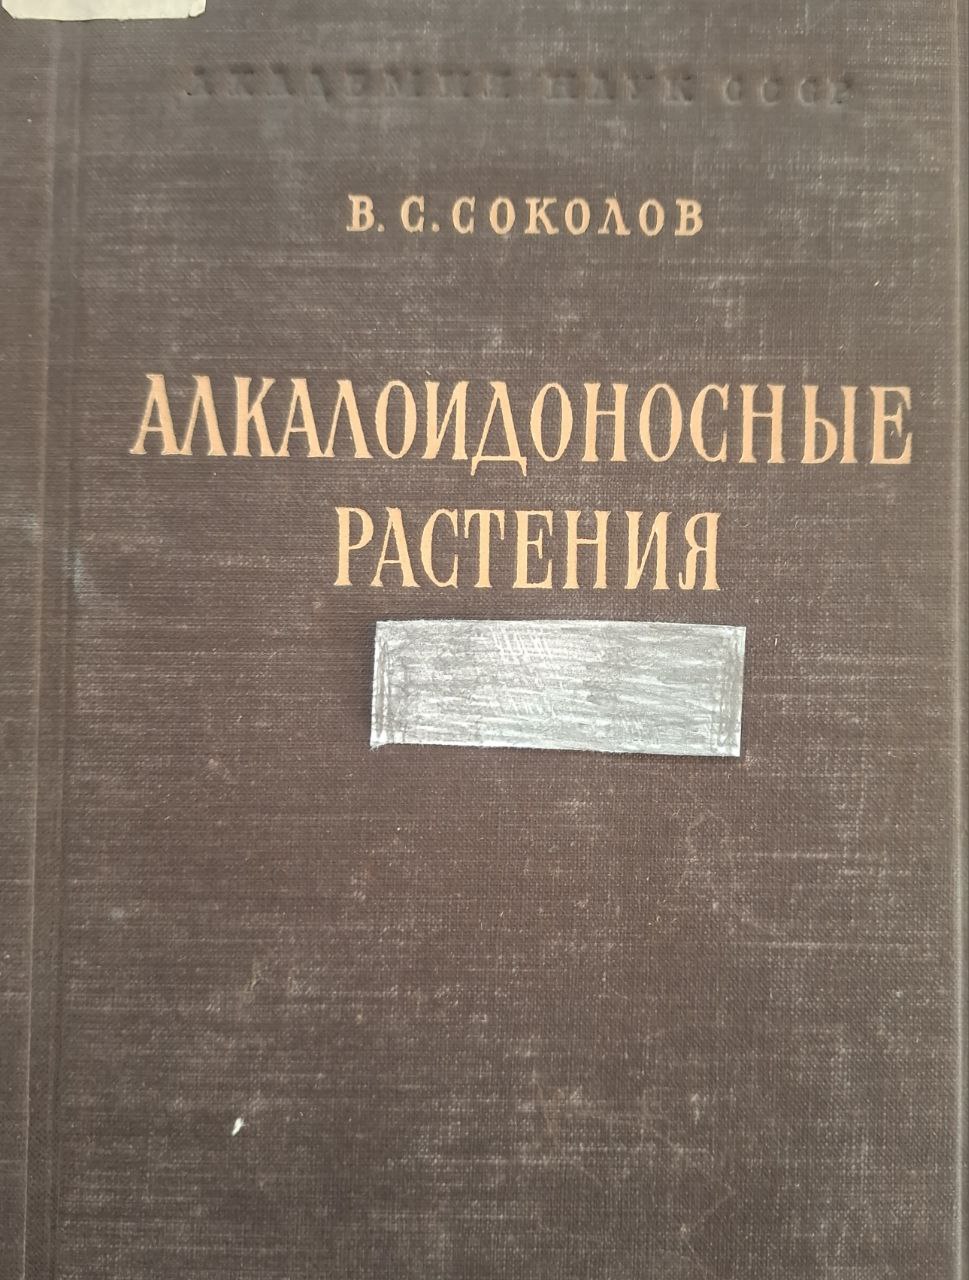 АКАДЕМИЯ НАУК СССР
В. С. СОКОЛОВ
АЛКАЛОИДОНОСНЫЕ
РАСТЕНИЯ